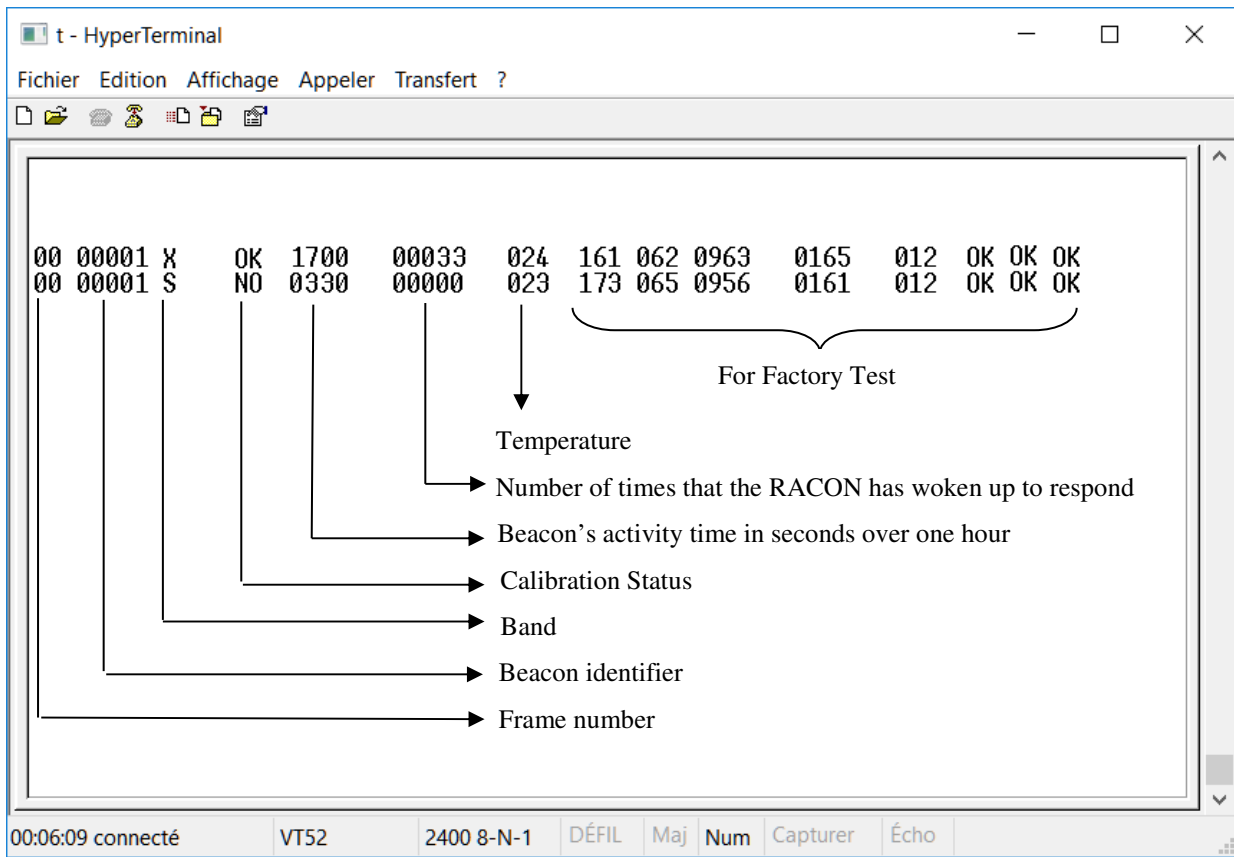 t - HyperTerminal
Fichier Edition Affichage Appeler Transfert ?
00 00001 X OK 1700 00033 024 161 062 0963 0165 012 OK OK OK
00 00001 S NO 0330 00000 023 173 065 0956 0161 012 OK OK OK
For Factory Test
Temperature
Number of times that the RACON has woken up to respond
Beacon's activity time in seconds over one hour
Calibration Status
Band
Beacon identifier
Frame number
00:06:09 connecté VT52 2400 8-N-1 DÉFIL Maj Num Capturer Écho